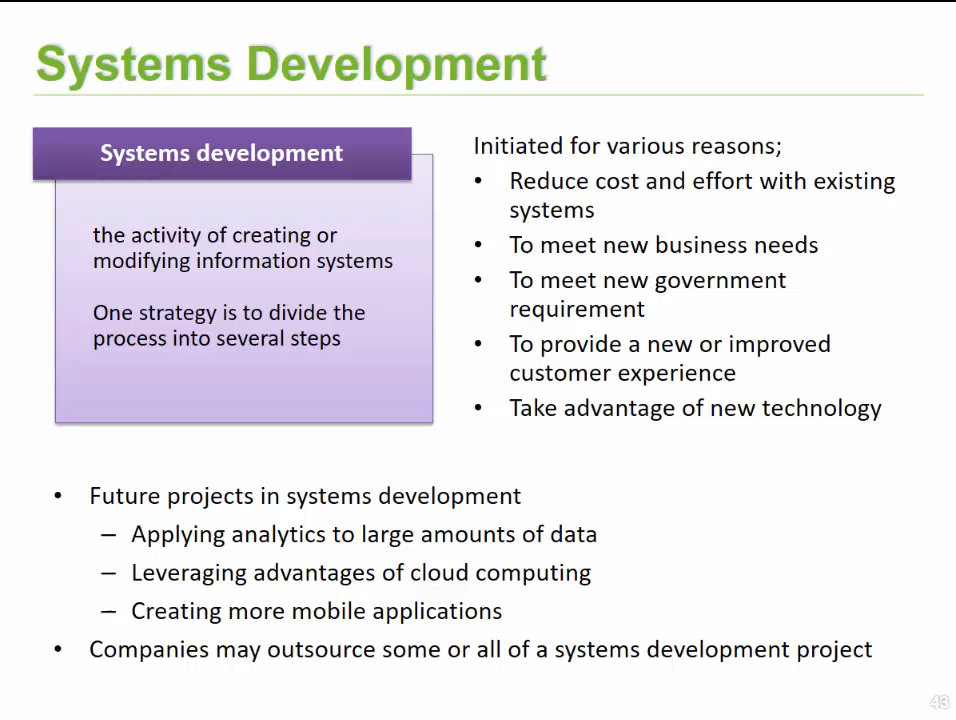 Systems Development
Systems development
the activity of creating or
modifying information systems
One strategy is to divide the
process into several steps
Initiated for various reasons;
• Reduce cost and effort with existing
systems
• To meet new business needs
• To meet new government
requirement
• To provide a new or improved
customer experience
• Take advantage of new technology
• Future projects in systems development
– Applying analytics to large amounts of data
– Leveraging advantages of cloud computing
– Creating more mobile applications
• Companies may outsource some or all of a systems development project
43